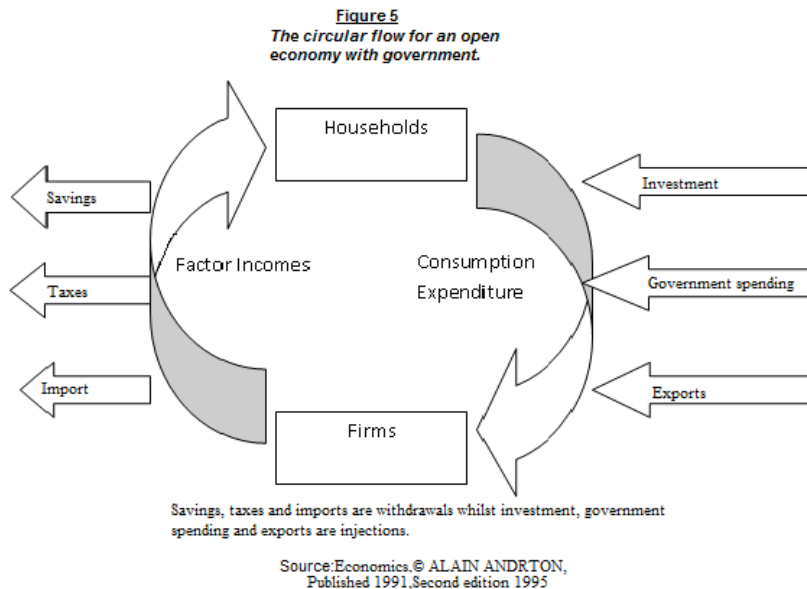 Figure 5
The circular flow for an open
economy with government.
Households
Savings
Investment
Factor Incomes
Consumption
Expenditure
Taxes
Government spending
Import
Exports
Firms
Savings, taxes and imports are withdrawals whilst investment, government
spending and exports are injections.
Source:Economics,© ALAIN ANDRTON,
Published 1991,Second edition 1995